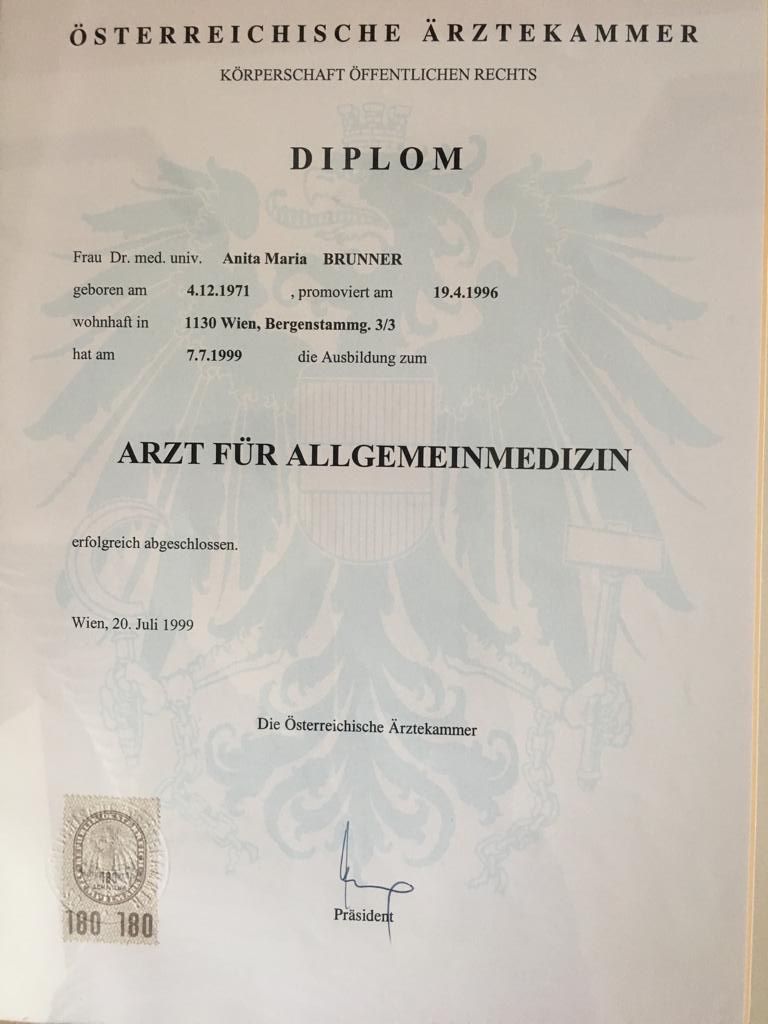 ÖSTERREICHISCHE ÄRZTEKAMMER
KÖRPERSCHAFT ÖFFENTLICHEN RECHTS
DIPLOM
Frau Dr. med. univ. Anita Maria BRUNNER
geboren am 4.12.1971 , promoviert am 19.4.1996
wohnhaft in 1130 Wien, Bergenstammg. 3/3
hat am 7.7.1999 die Ausbildung zum
ARZT FÜR ALLGEMEINMEDIZIN
erfolgreich abgeschlossen.
Wien, 20. Juli 1999
Die Österreichische Ärztekammer
Präsident
180
180 180